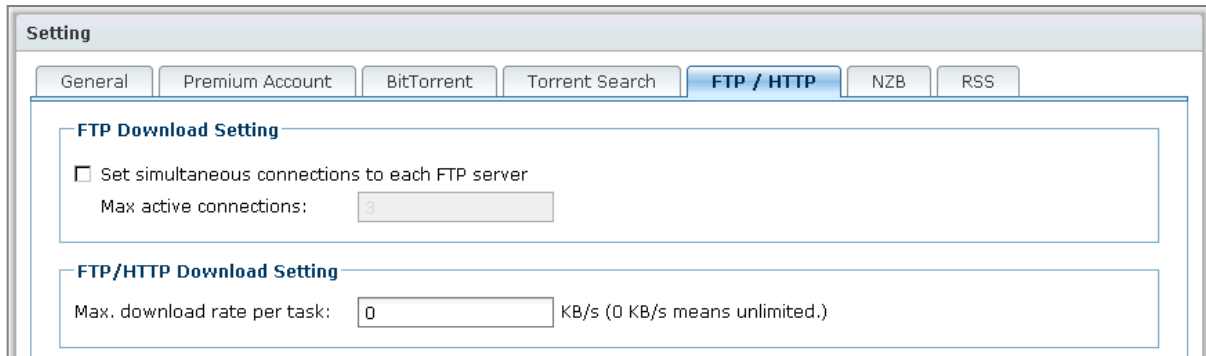 Setting
General Premium Account BitTorrent Torrent Search FTP / HTTP NZB RSS
FTP Download Setting
Set simultaneous connections to each FTP server
Max active connections: 3
FTP/HTTP Download Setting
Max. download rate per task: 0 KB/s (0 KB/s means unlimited.)